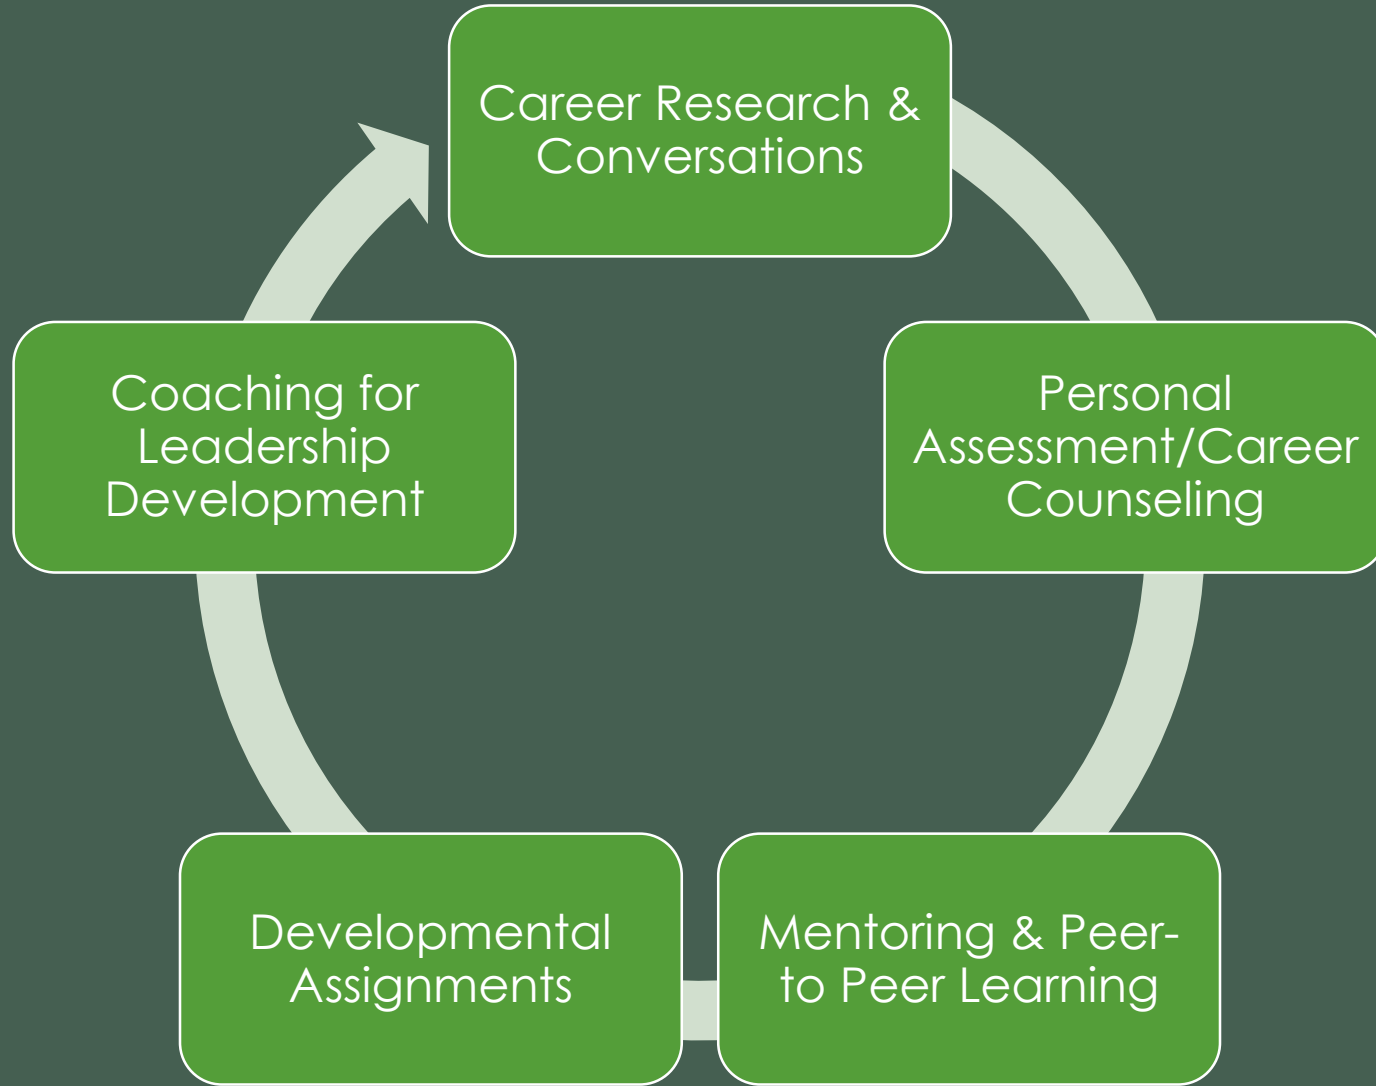 Career Research &
Conversations
Personal
Assessment/Career
Counseling
Mentoring & Peer-
to Peer Learning
Developmental
Assignments
Coaching for
Leadership
Development